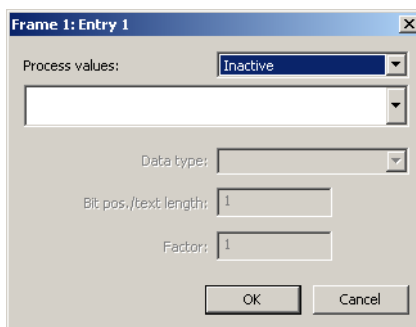 Frame 1: Entry 1
Process values: Inactive
Data type:
Bit pos./text length: 1
Factor: 1
OK Cancel